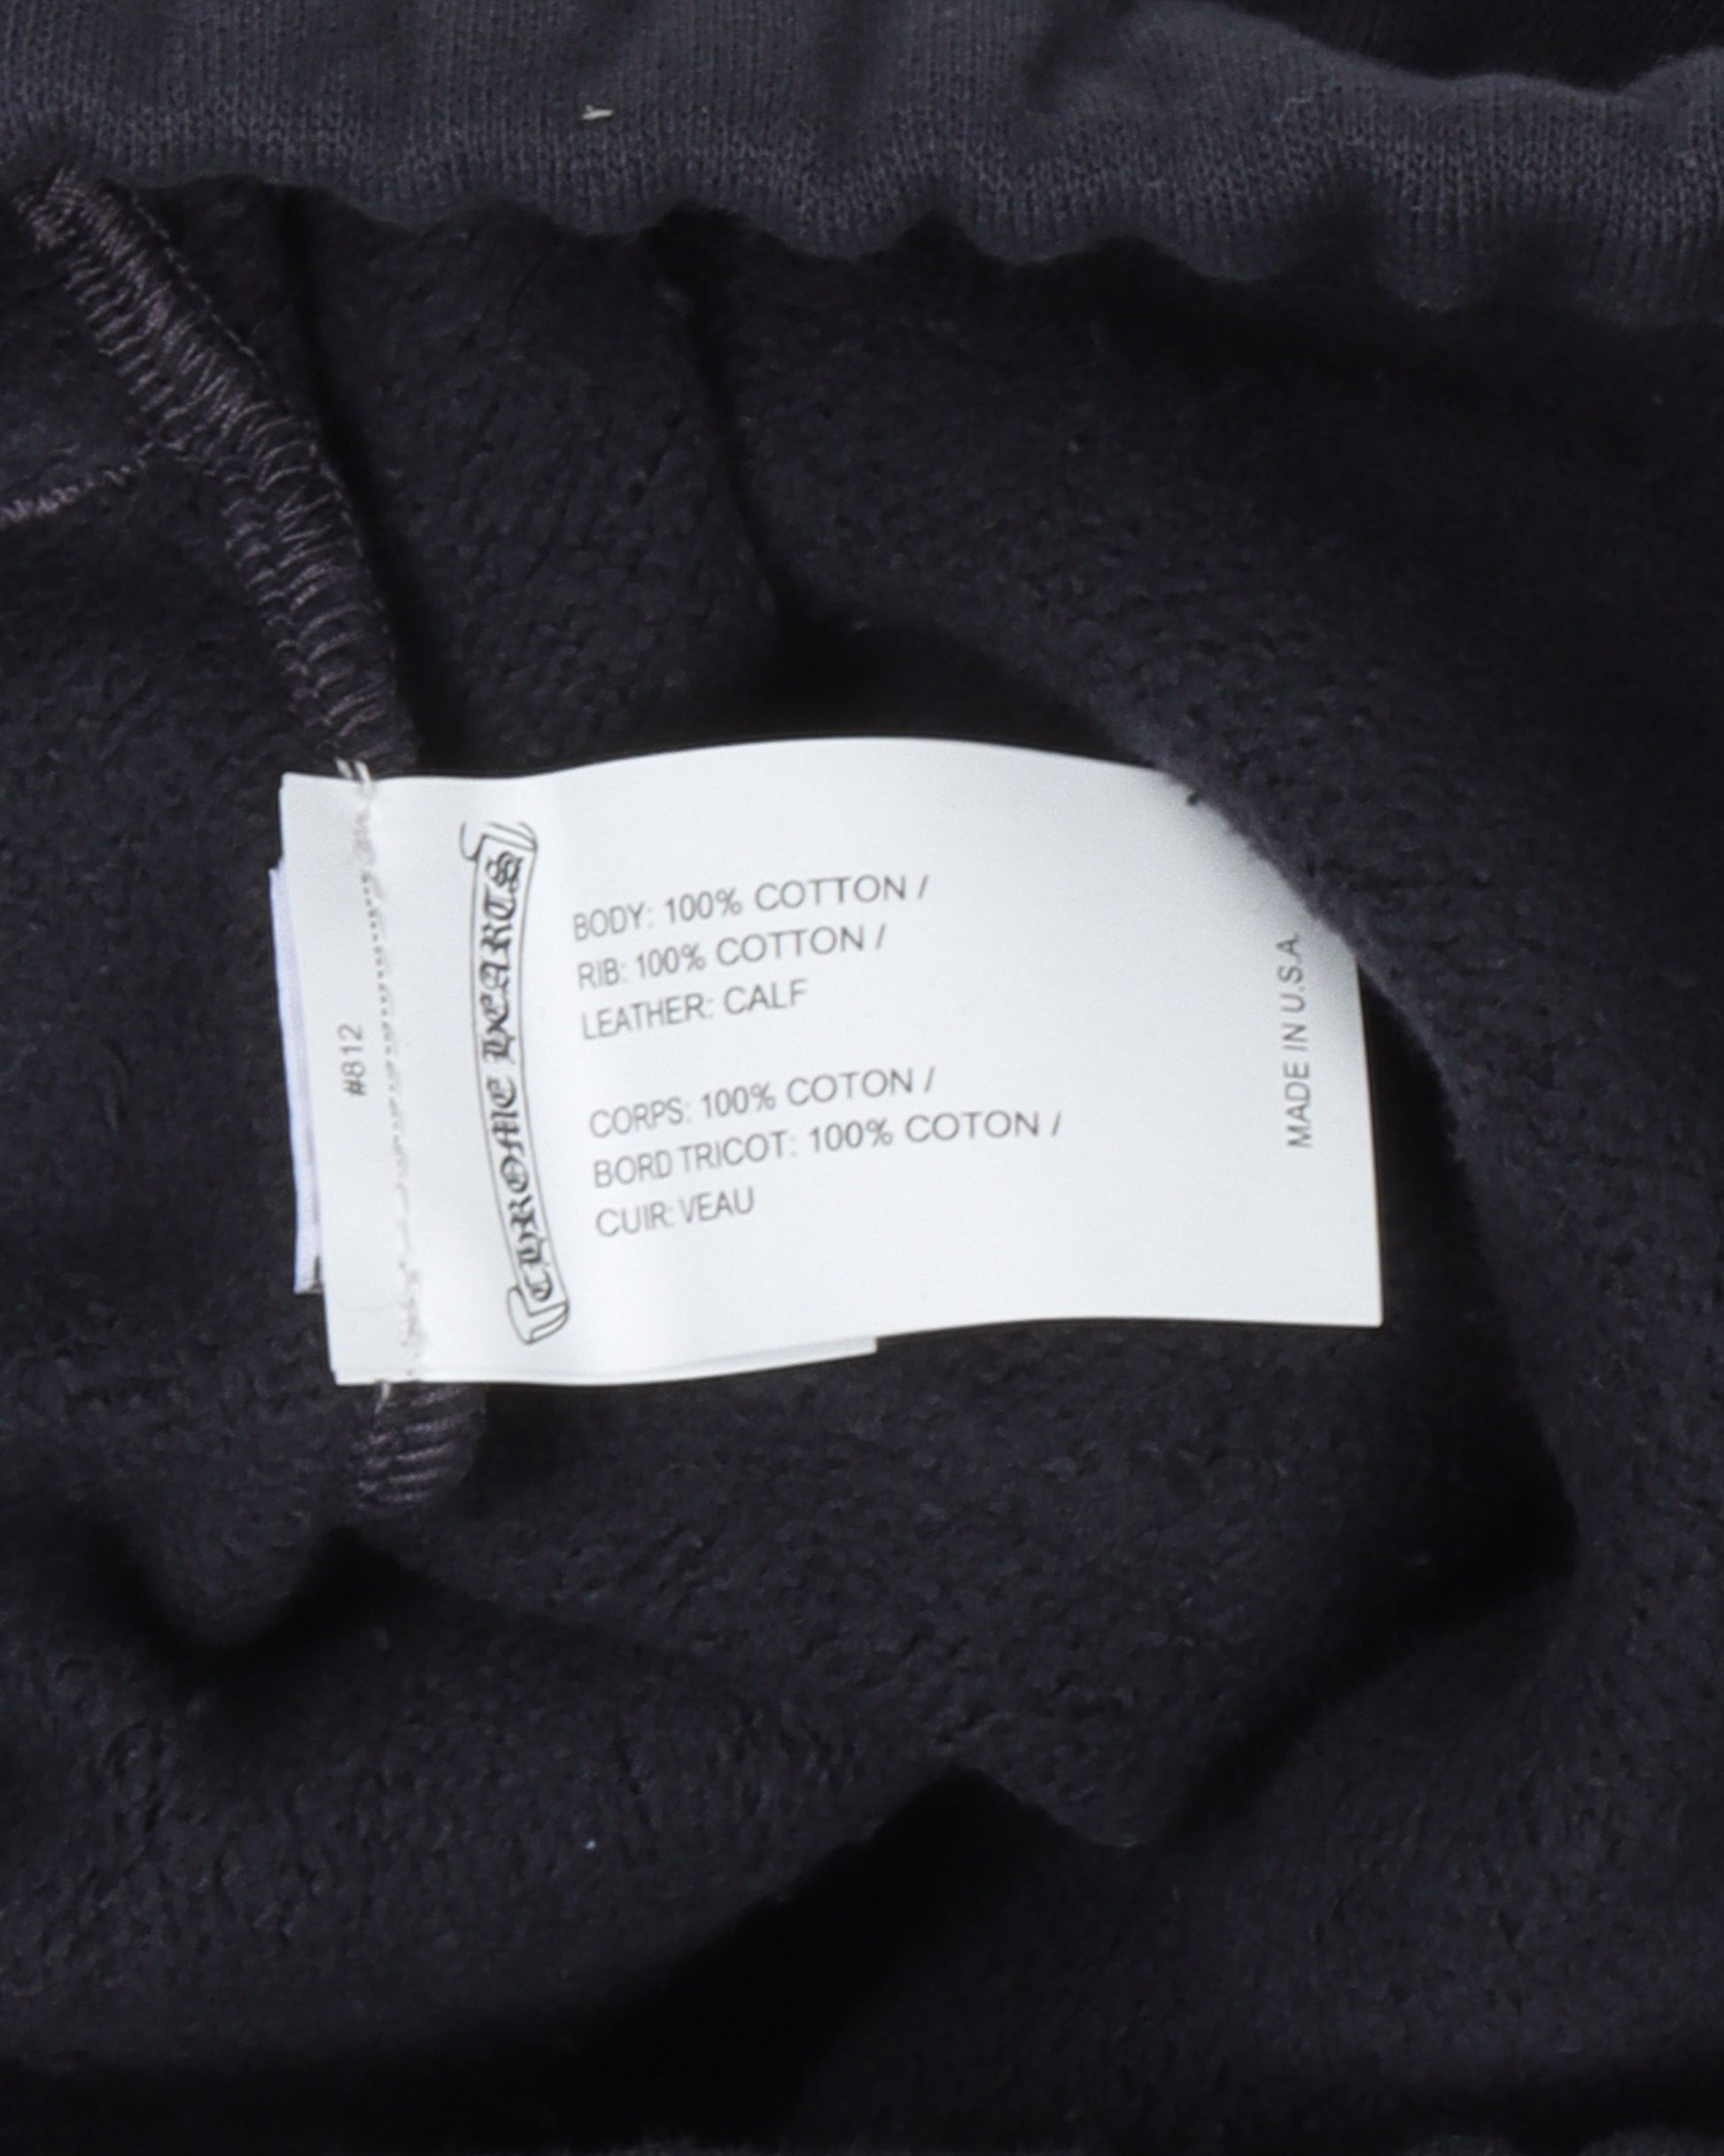 #812
CHROME HEARTS
BODY: 100% COTTON /
RIB: 100% COTTON /
LEATHER: CALF
CORPS: 100% COTON /
BORD TRICOT: 100% COTON /
CUIR: VEAU
MADE IN U.S.A.